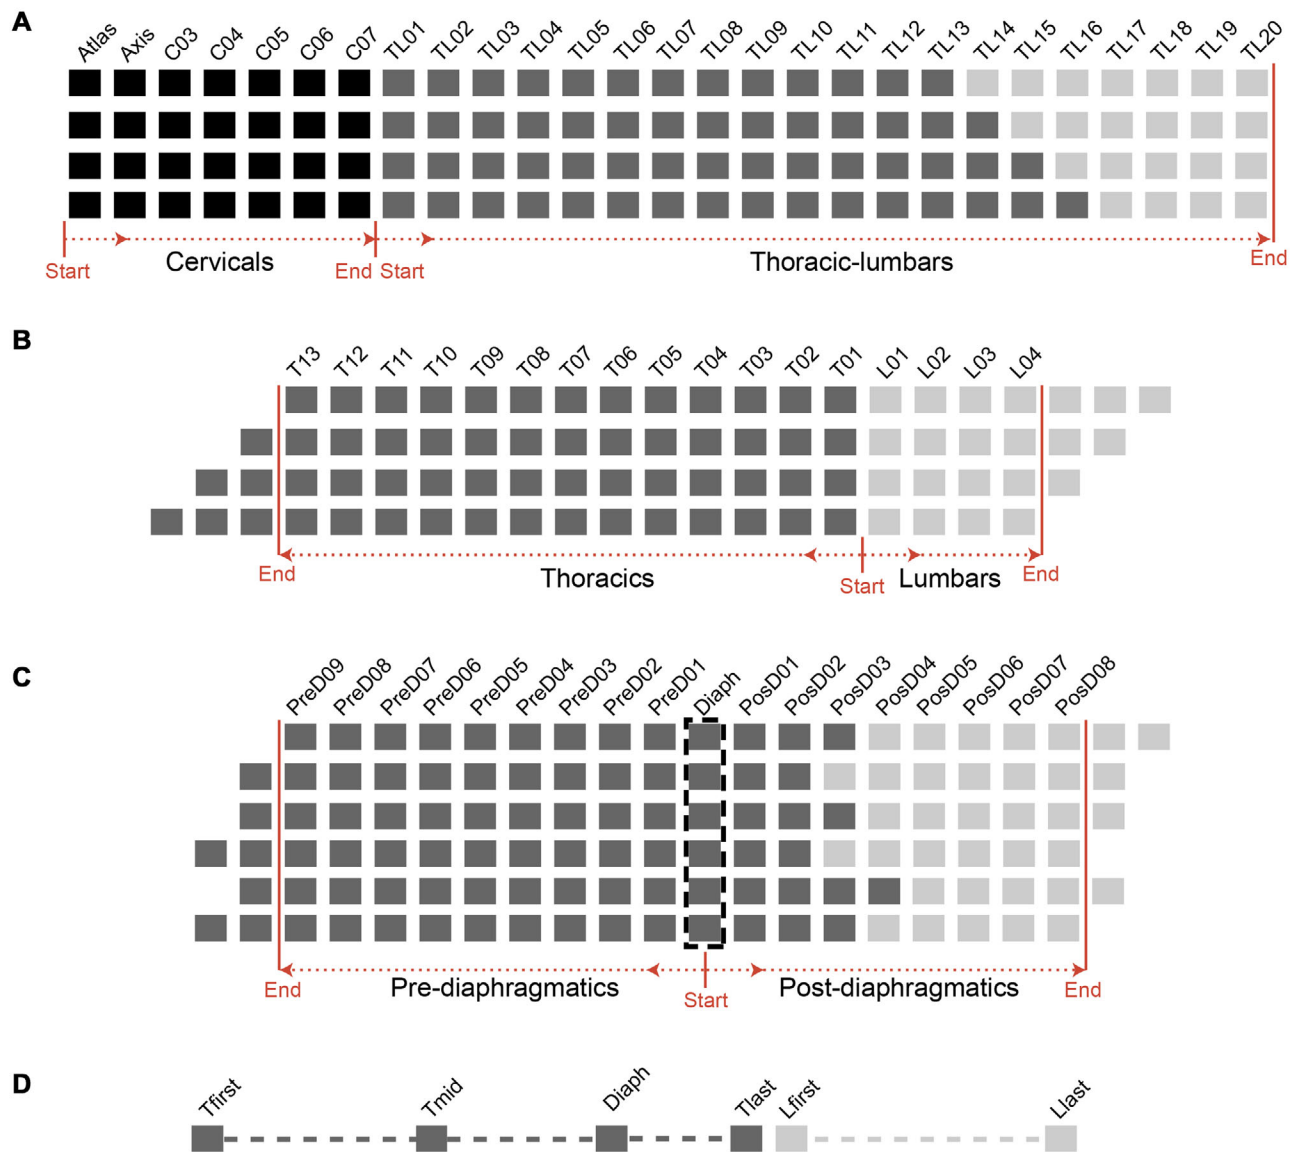 A
Atlas Axis C03 C04 C05 C06 C07 TL01 TL02 TL03 TL04 TL05 TL06 TL07 TL08 TL09 TL10 TL11 TL12 TL13 TL14 TL15 TL16 TL17 TL18 TL19 TL20
Start Cervicals End Start Thoracic-lumbars End
B
T13 T12 T11 T10 T09 T08 T07 T06 T05 T04 T03 T02 T01 L01 L02 L03 L04
End Thoracics Start Lumbars End
C
PreD09 PreD08 PreD07 PreD06 PreD05 PreD04 PreD03 PreD02 PreD01 Diaph PosD01 PosD02 PosD03 PosD04 PosD05 PosD06 PosD07 PosD08
End Pre-diaphragmatics Start Post-diaphragmatics End
D
Tfirst Tmid Diaph Tlast Lfirst Llast